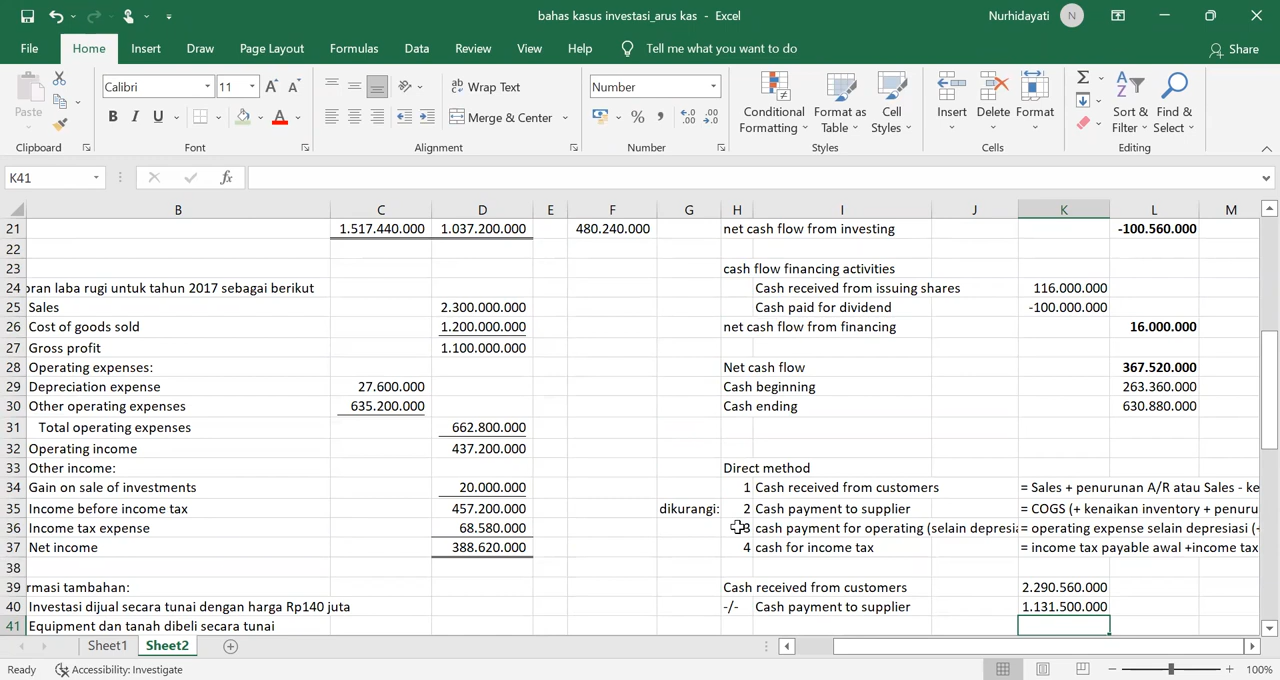 bahas kasus investasi_arus kas - Excel
Nurhidayati N
File Home Insert Draw Page Layout Formulas Data Review View Help Tell me what you want to do Share
Paste Calibri 11 A A Wrap Text Number Conditional Formatting Format as Table Cell Styles Insert Delete Format Sort & Filter Find & Select
B I U A Merge & Center %
Clipboard Font Alignment Number Styles Cells Editing
K41 fx
B C D E F G H I J K L M
21 1.517.440.000 1.037.200.000 480.240.000 net cash flow from investing -100.560.000
22
23 cash flow financing activities
24 oran laba rugi untuk tahun 2017 sebagai berikut Cash received from issuing shares 116.000.000
25 Sales 2.300.000.000 Cash paid for dividend -100.000.000
26 Cost of goods sold 1.200.000.000 net cash flow from financing 16.000.000
27 Gross profit 1.100.000.000
28 Operating expenses: Net cash flow 367.520.000
29 Depreciation expense 27.600.000 Cash beginning 263.360.000
30 Other operating expenses 635.200.000 Cash ending 630.880.000
31 Total operating expenses 662.800.000
32 Operating income 437.200.000
33 Other income: Direct method
34 Gain on sale of investments 20.000.000 1 Cash received from customers = Sales + penurunan A/R atau Sales - ke
35 Income before income tax 457.200.000 dikurangi: 2 Cash payment to supplier = COGS (+ kenaikan inventory + penuru
36 Income tax expense 68.580.000 3 cash payment for operating (selain depresia = operating expense selain depresiasi (-
37 Net income 388.620.000 4 cash for income tax = income tax payable awal +income tax
38
39 rmasi tambahan: Cash received from customers 2.290.560.000
40 Investasi dijual secara tunai dengan harga Rp140 juta -/- Cash payment to supplier 1.131.500.000
41 Equipment dan tanah dibeli secara tunai
Sheet1 Sheet2
Ready Accessibility: Investigate 100%